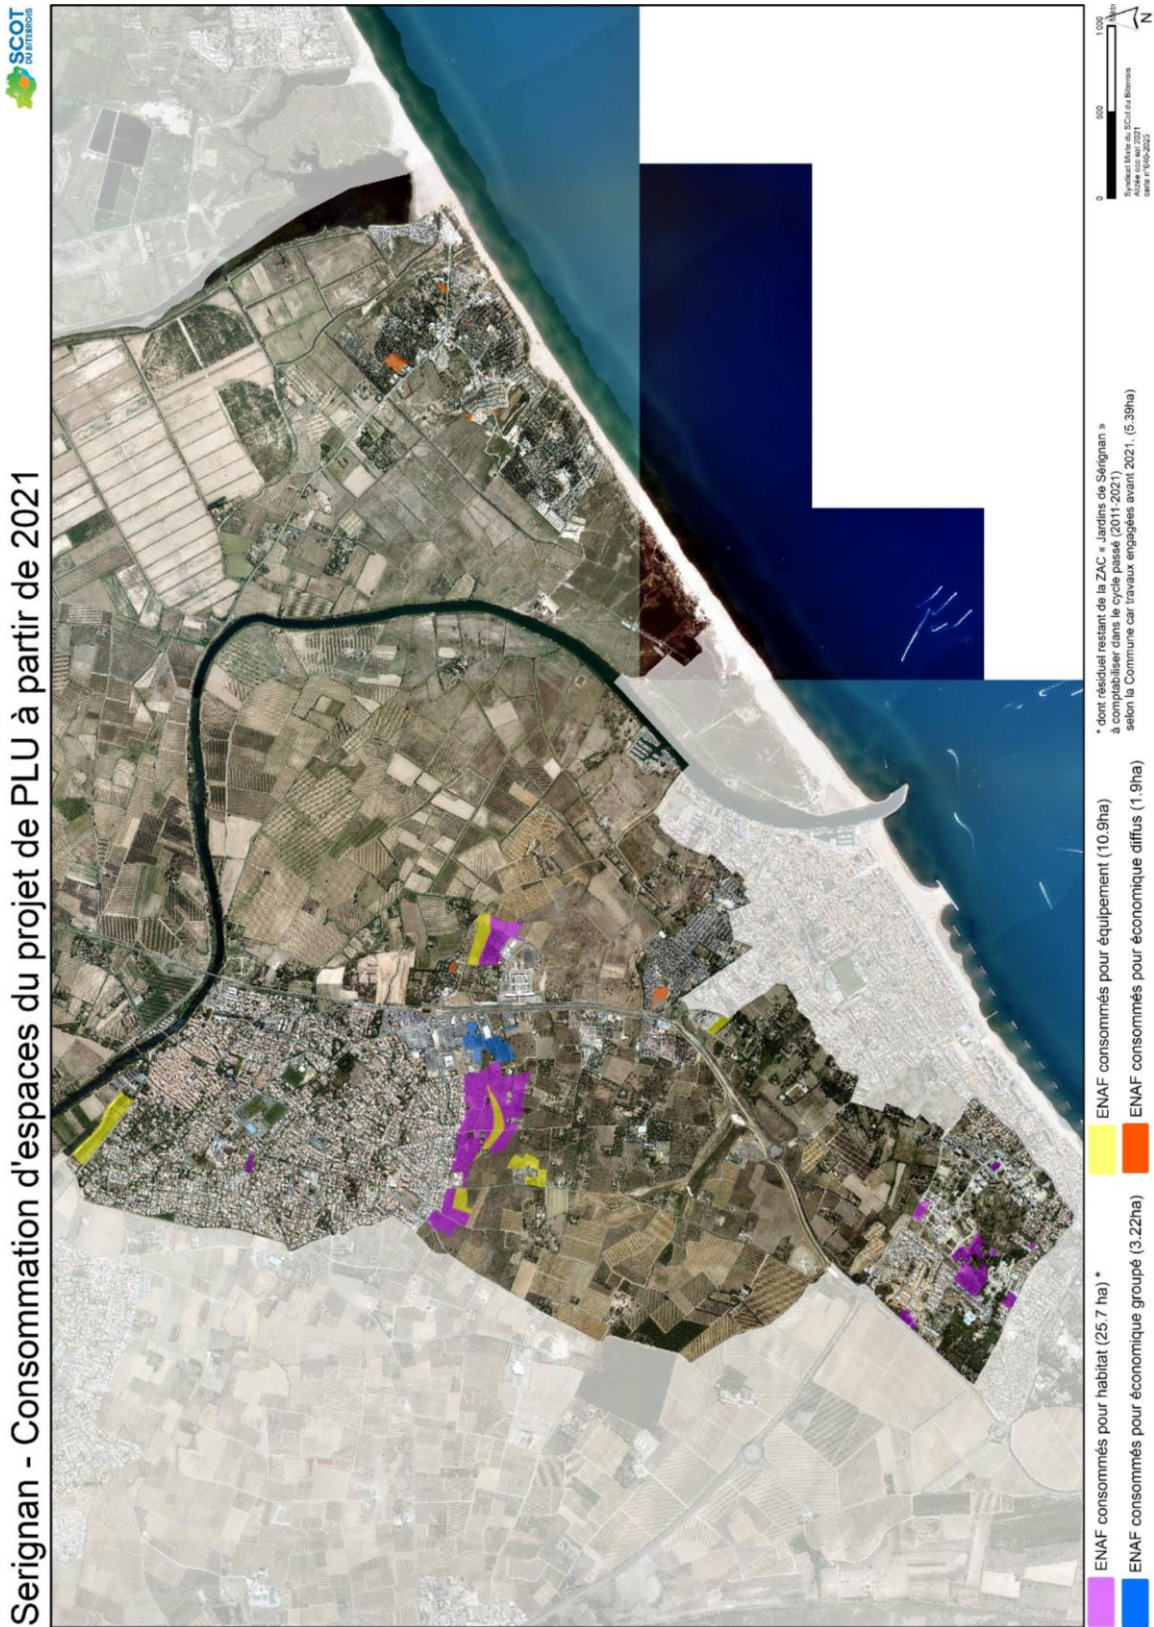 Serignan - Consommation d'espaces du projet de PLU à partir de 2021
SCOT
DU BITERROIS
ENAF consommés pour habitat (25.7 ha) *
ENAF consommés pour économique groupé (3.22ha)
ENAF consommés pour équipement (10.9ha)
ENAF consommés pour économique diffus (1.9ha)
* dont résiduel restant de la ZAC « Jardins de Sérignan »
à comptabiliser dans le cycle passé (2011-2021)
selon la Commune car travaux engagées avant 2021. (5.39ha)
0 500 1 000
N
Syndicat Mixte du SCot du Biterrois